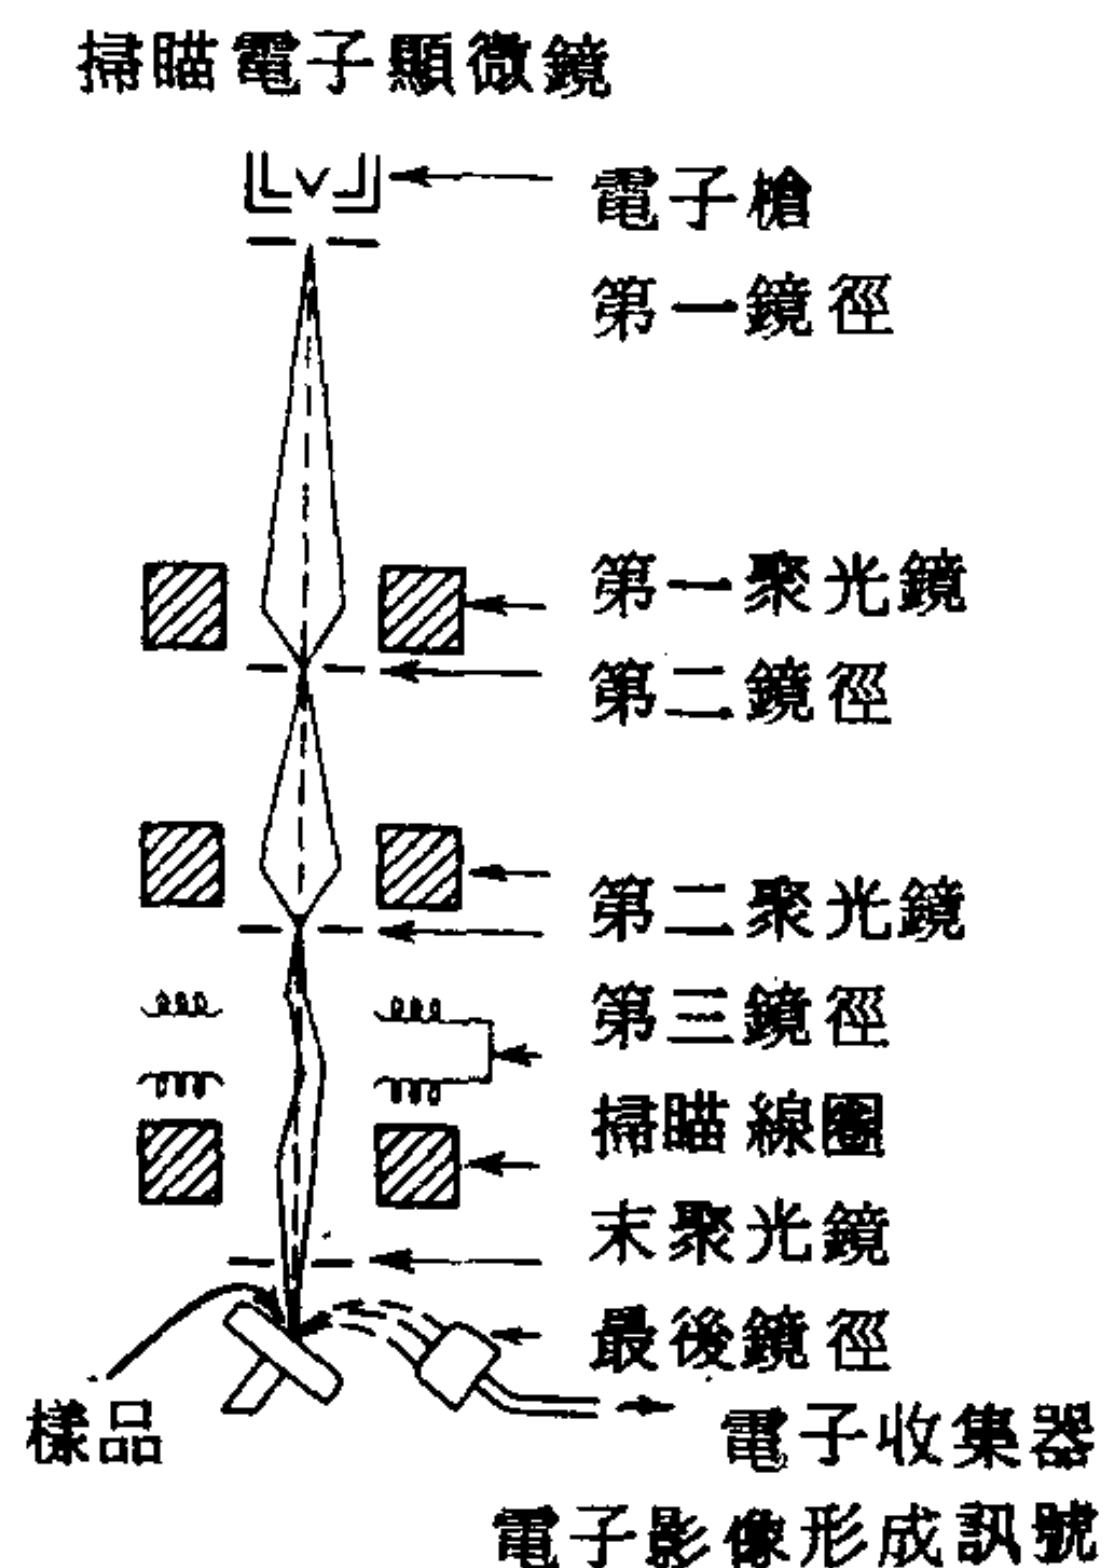 掃瞄電子顯微鏡
電子槍
第一鏡徑
第一聚光鏡
第二鏡徑
第二聚光鏡
第三鏡徑
掃瞄線圈
末聚光鏡
最後鏡徑
樣品
電子收集器
電子影像形成訊號